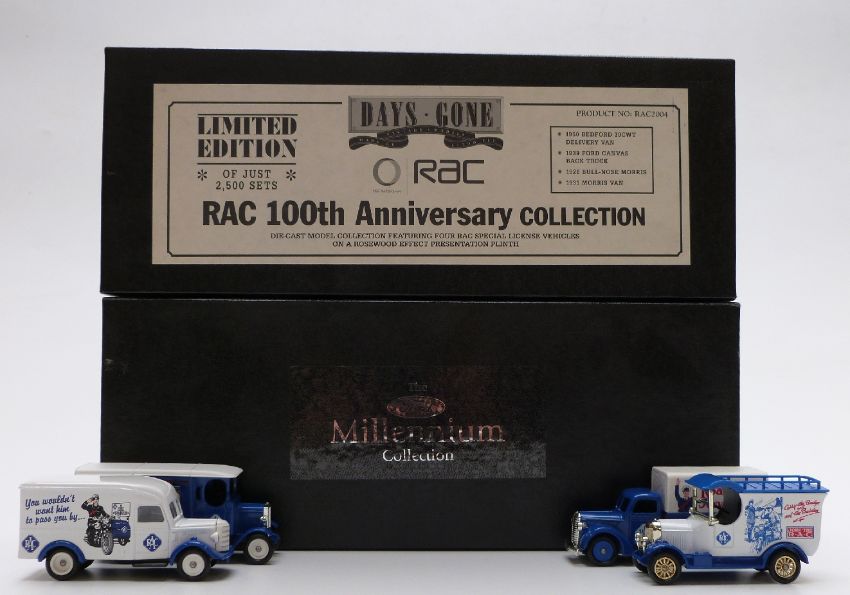 DAYS · GONE
LIMITED
EDITION
* OF JUST *
2,500 SETS
PRODUCT NO: RAC2004
1950 BEDFORD 30CWT
DELIVERY VAN
1939 FORD CANVAS
BACK TRUCK
MORRIS
1931 MORRIS VAN
RAC
RAC 100th Anniversary COLLECTION
DIE-CAST MODEL COLLECTION FEATURING FOUR RAC SPECIAL LICENSE VEHICLES
ON A ROSEWOOD EFFECT PRESENTATION PLINTH
The
Millennium
Collection
You wouldn't
want him
to pass you by...
RAC
RAC